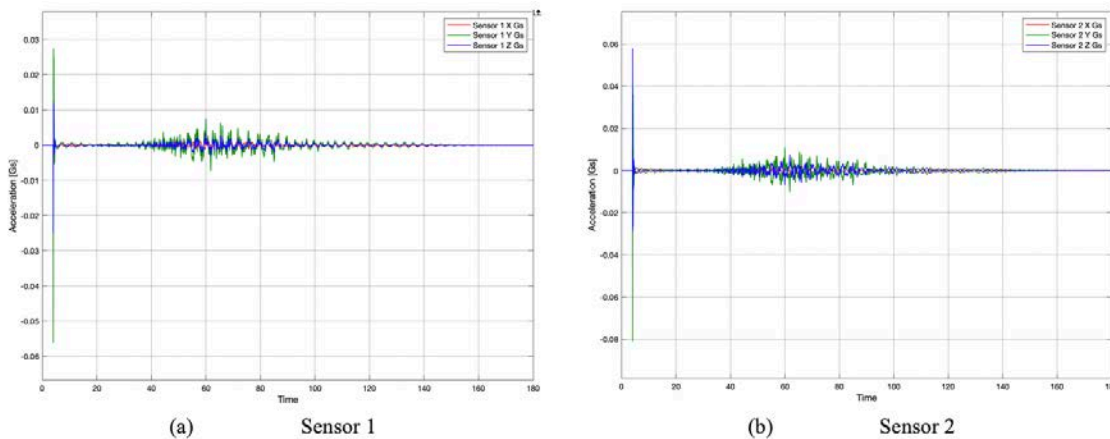 Sensor 1 X Gs
Sensor 1 Y Gs
Sensor 1 Z Gs
0.03
0.02
0.01
0
-0.01
-0.02
-0.03
-0.04
-0.05
-0.06
Acceleration [Gs]
0 20 40 60 80 100 120 140 160 180
Time
(a) Sensor 1
Sensor 2 X Gs
Sensor 2 Y Gs
Sensor 2 Z Gs
0.06
0.04
0.02
0
-0.02
-0.04
-0.06
-0.08
Acceleration [Gs]
0 20 40 60 80 100 120 140 160 180
Time
(b) Sensor 2